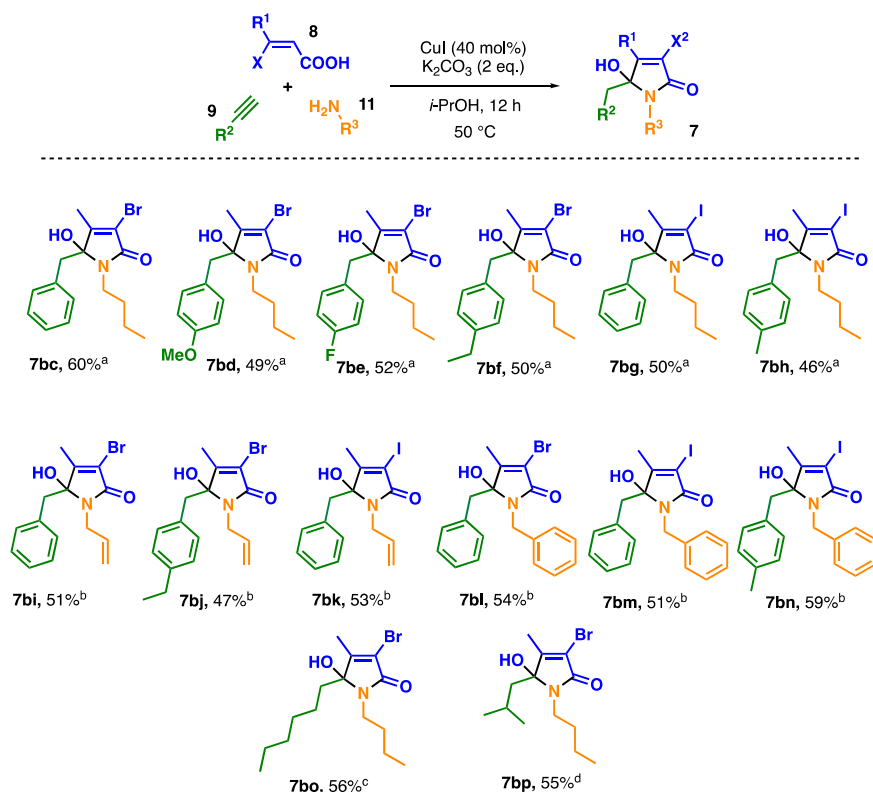 R¹ 8
X COOH
+
9 R²
H₂N 11
R³
CuI (40 mol%)
K₂CO₃ (2 eq.)
i-PrOH, 12 h
50 °C
R¹ X²
HO
O
N
R²
R³ 7
Br HO O N
Br HO O N MeO
Br HO O N F
Br HO O N
I HO O N
I HO O N
7bc, 60%ᵃ
7bd, 49%ᵃ
7be, 52%ᵃ
7bf, 50%ᵃ
7bg, 50%ᵃ
7bh, 46%ᵃ
Br HO O N
Br HO O N
I HO O N
Br HO O N
I HO O N
I HO O N
7bi, 51%ᵇ
7bj, 47%ᵇ
7bk, 53%ᵇ
7bl, 54%ᵇ
7bm, 51%ᵇ
7bn, 59%ᵇ
Br HO O N
Br HO O N
7bo, 56%ᶜ
7bp, 55%ᵈ